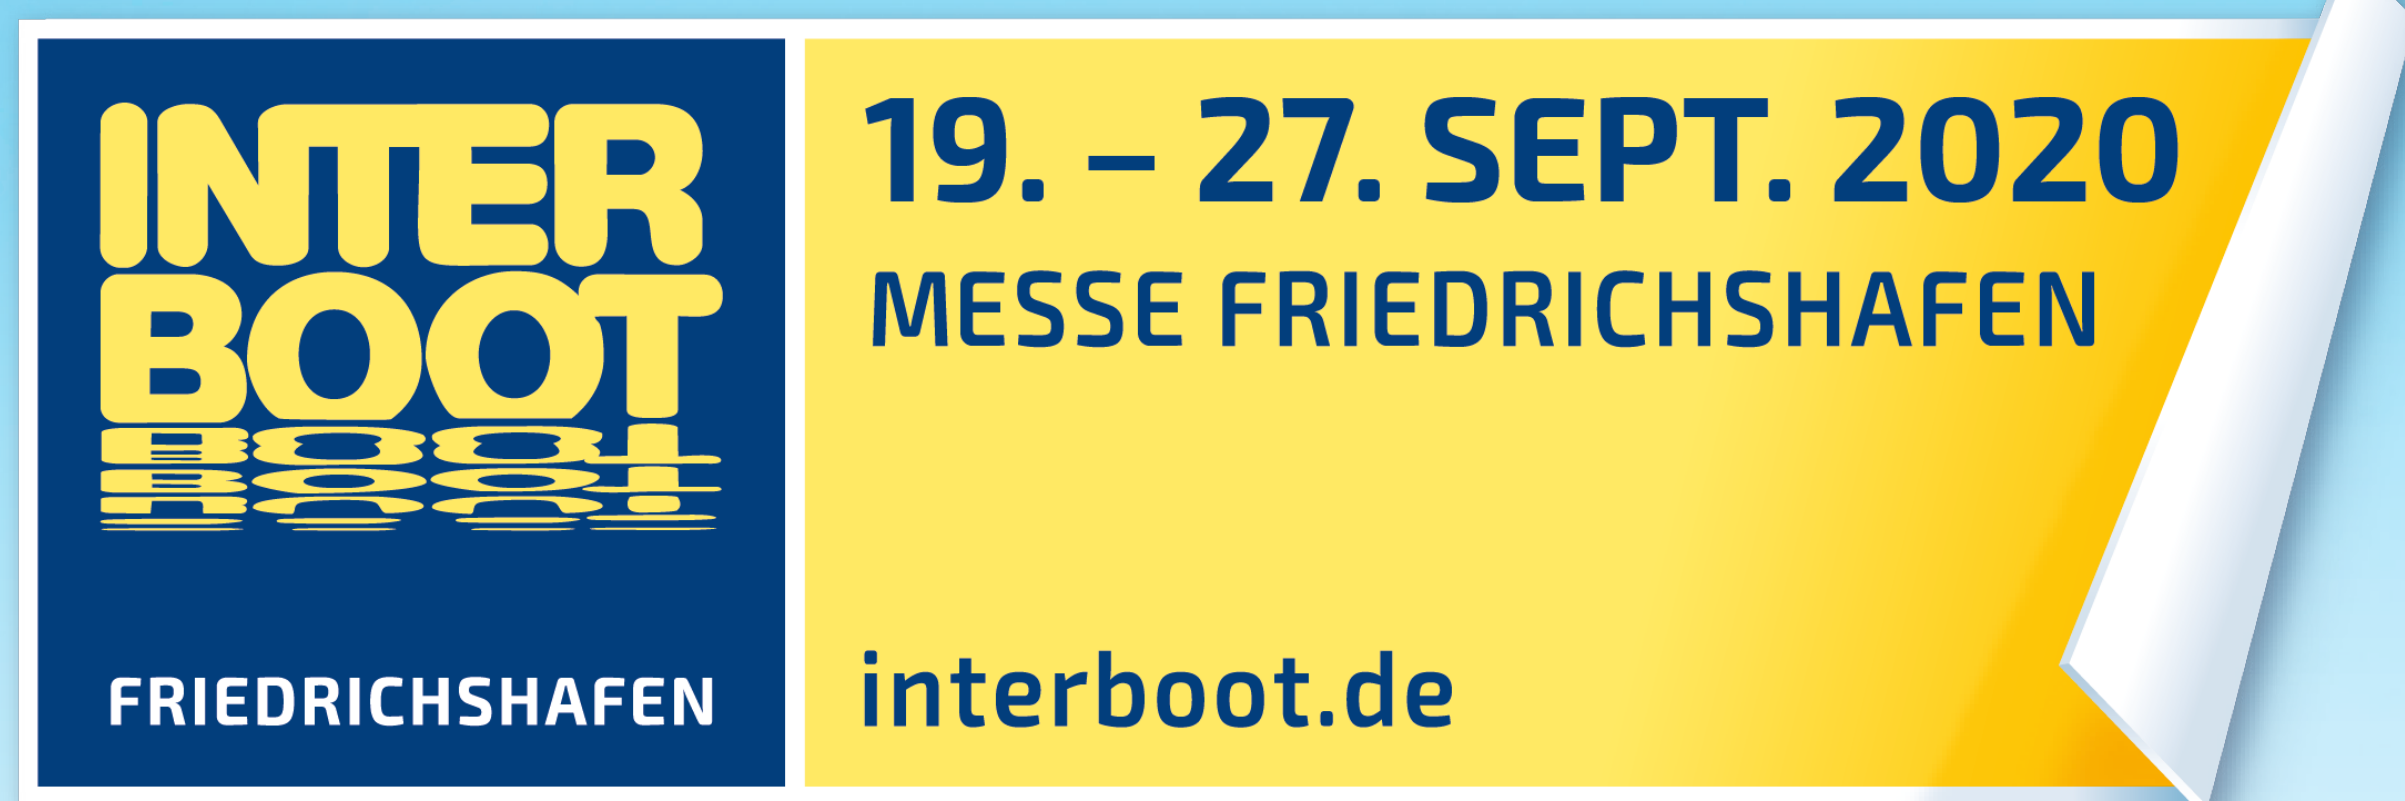 INTER
BOOT
FRIEDRICHSHAFEN
19. – 27. SEPT. 2020
MESSE FRIEDRICHSHAFEN
interboot.de